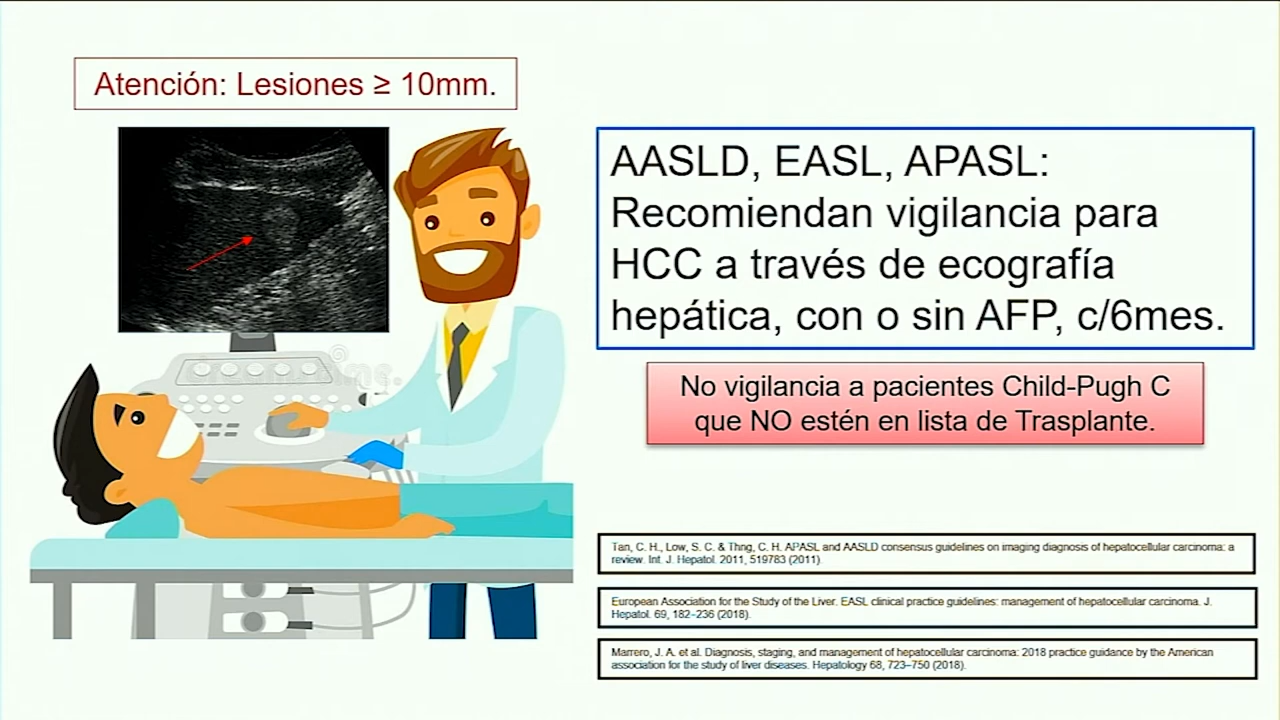 Atención: Lesiones ≥ 10mm.
AASLD, EASL, APASL:
Recomiendan vigilancia para
HCC a través de ecografía
hepática, con o sin AFP, c/6mes.
No vigilancia a pacientes Child-Pugh C
que NO estén en lista de Trasplante.
Tan, C. H., Low, S. C. & Thng, C. H. APASL and AASLD consensus guidelines on imaging diagnosis of hepatocellular carcinoma: a
review. Int. J. Hepatol. 2011, 519783 (2011).
European Association for the Study of the Liver. EASL clinical practice guidelines: management of hepatocellular carcinoma. J.
Hepatol. 69, 182–236 (2018).
Marrero, J. A. et al. Diagnosis, staging, and management of hepatocellular carcinoma: 2018 practice guidance by the American
association for the study of liver diseases. Hepatology 68, 723–750 (2018).